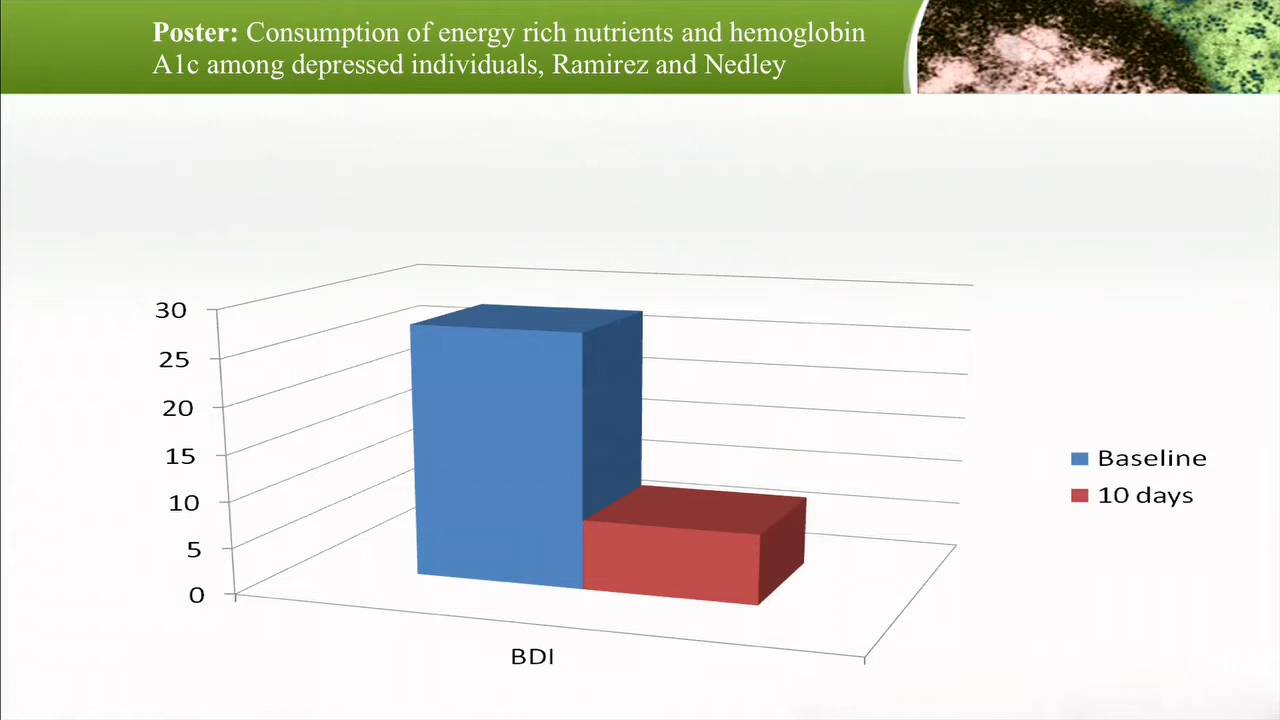 Poster: Consumption of energy rich nutrients and hemoglobin
A1c among depressed individuals, Ramirez and Nedley
30
25
20
15
10
5
0
BDI
Baseline
10 days